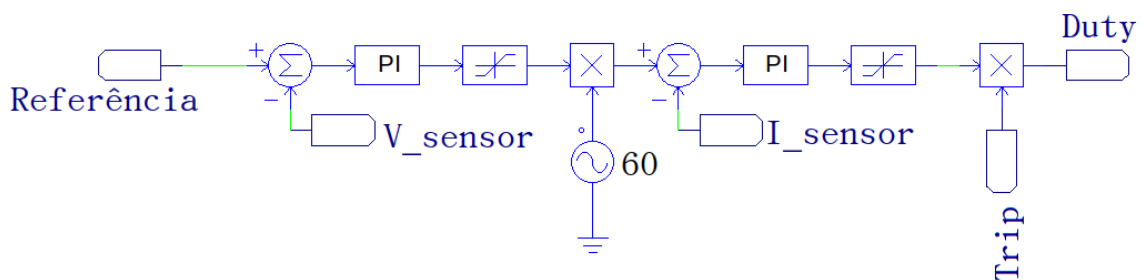 Duty
PI
PI
Referência
V_sensor
I_sensor
60
Trip